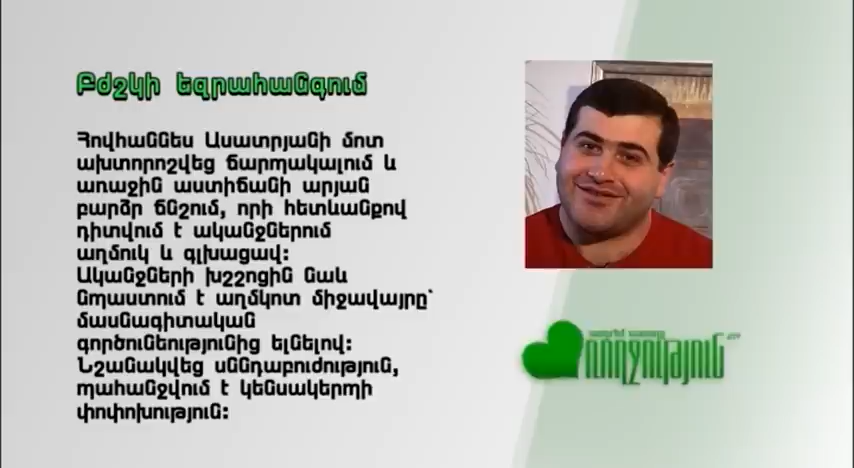 Բժշկի եզրահանգում
Հովհաննես Ասատրյանի մոտ
ախտորոշվեց ճարպակալում և
առաջին աստիճանի արյան
բարձր ճնշում, որի հետևանքով
դիտվում է ականջներում
աղմուկ և գլխացավ:
Ականջների խշշոցին նաև
նպաստում է աղմկոտ միջավայրը՝
մասնագիտական
գործունեությունից ելնելով:
Նշանակվեց սննդաբուժություն,
պահանջվում է կենսակերպի
փոփոխություն:
առողջություն